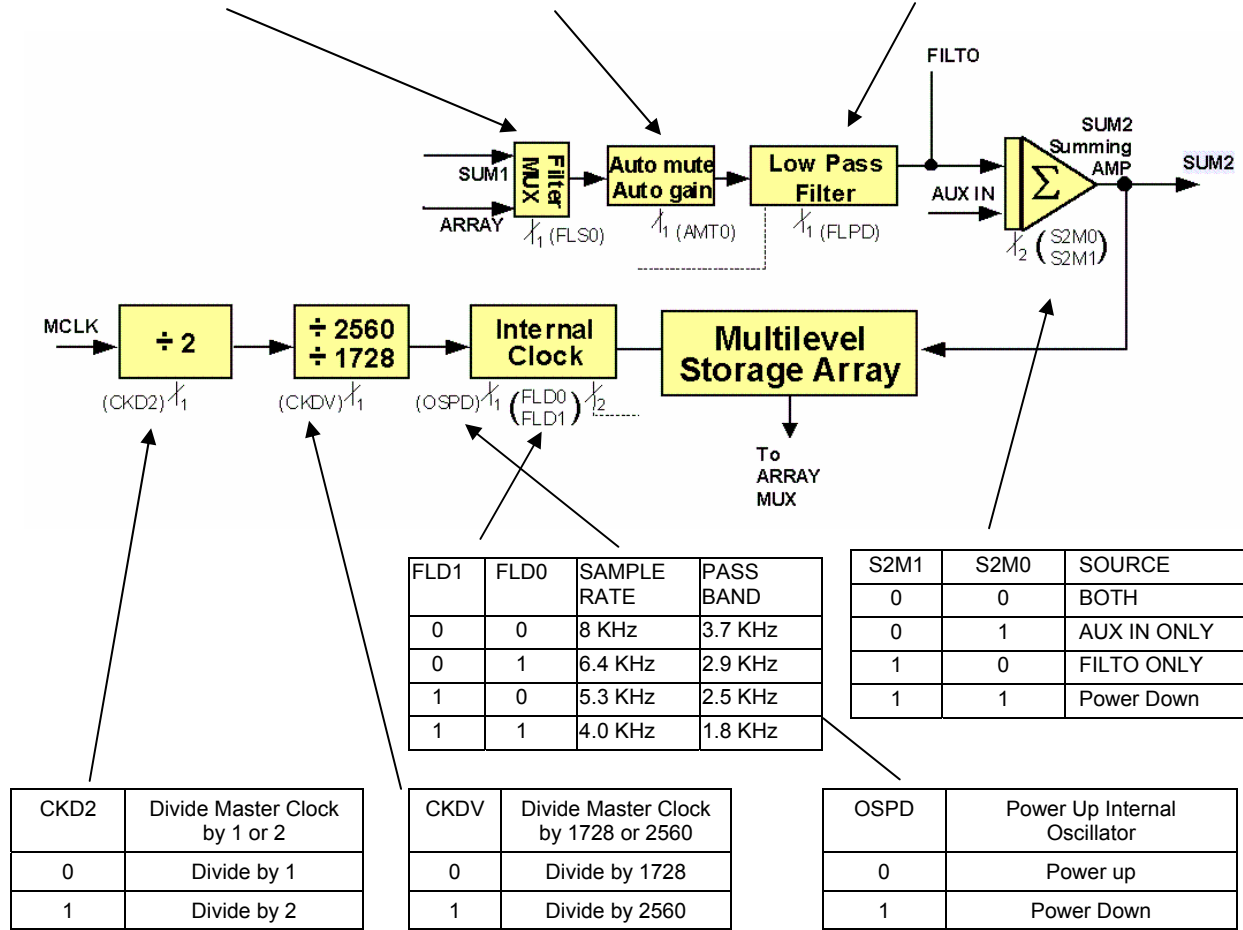 FILTO
SUM1
ARRAY
Filter MUX
(FLS0)
1
Auto mute
Auto gain
1 (AMT0)
Low Pass
Filter
1 (FLPD)
AUX IN
Σ
SUM2
Summing
AMP
SUM2
2 (S2M0
S2M1)
MCLK
÷ 2
(CKD2) 1
÷ 2560
÷ 1728
(CKDV) 1
Internal
Clock
(OSPD) 1 (FLD0
FLD1) 2
Multilevel
Storage Array
To
ARRAY
MUX
FLD1 FLD0 SAMPLE RATE PASS BAND
0 0 8 KHz 3.7 KHz
0 1 6.4 KHz 2.9 KHz
1 0 5.3 KHz 2.5 KHz
1 1 4.0 KHz 1.8 KHz
S2M1 S2M0 SOURCE
0 0 BOTH
0 1 AUX IN ONLY
1 0 FILTO ONLY
1 1 Power Down
CKD2 Divide Master Clock
by 1 or 2
0 Divide by 1
1 Divide by 2
CKDV Divide Master Clock
by 1728 or 2560
0 Divide by 1728
1 Divide by 2560
OSPD Power Up Internal
Oscillator
0 Power up
1 Power Down